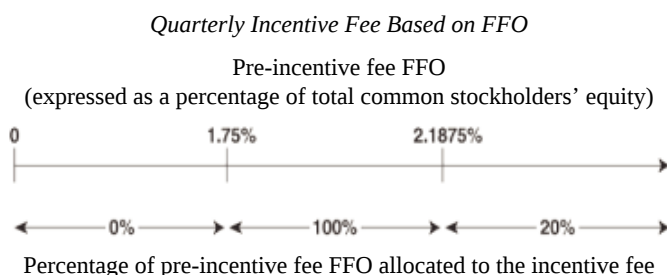 Quarterly Incentive Fee Based on FFO
Pre-incentive fee FFO
(expressed as a percentage of total common stockholders’ equity)
0 1.75% 2.1875%
0% 100% 20%
Percentage of pre-incentive fee FFO allocated to the incentive fee